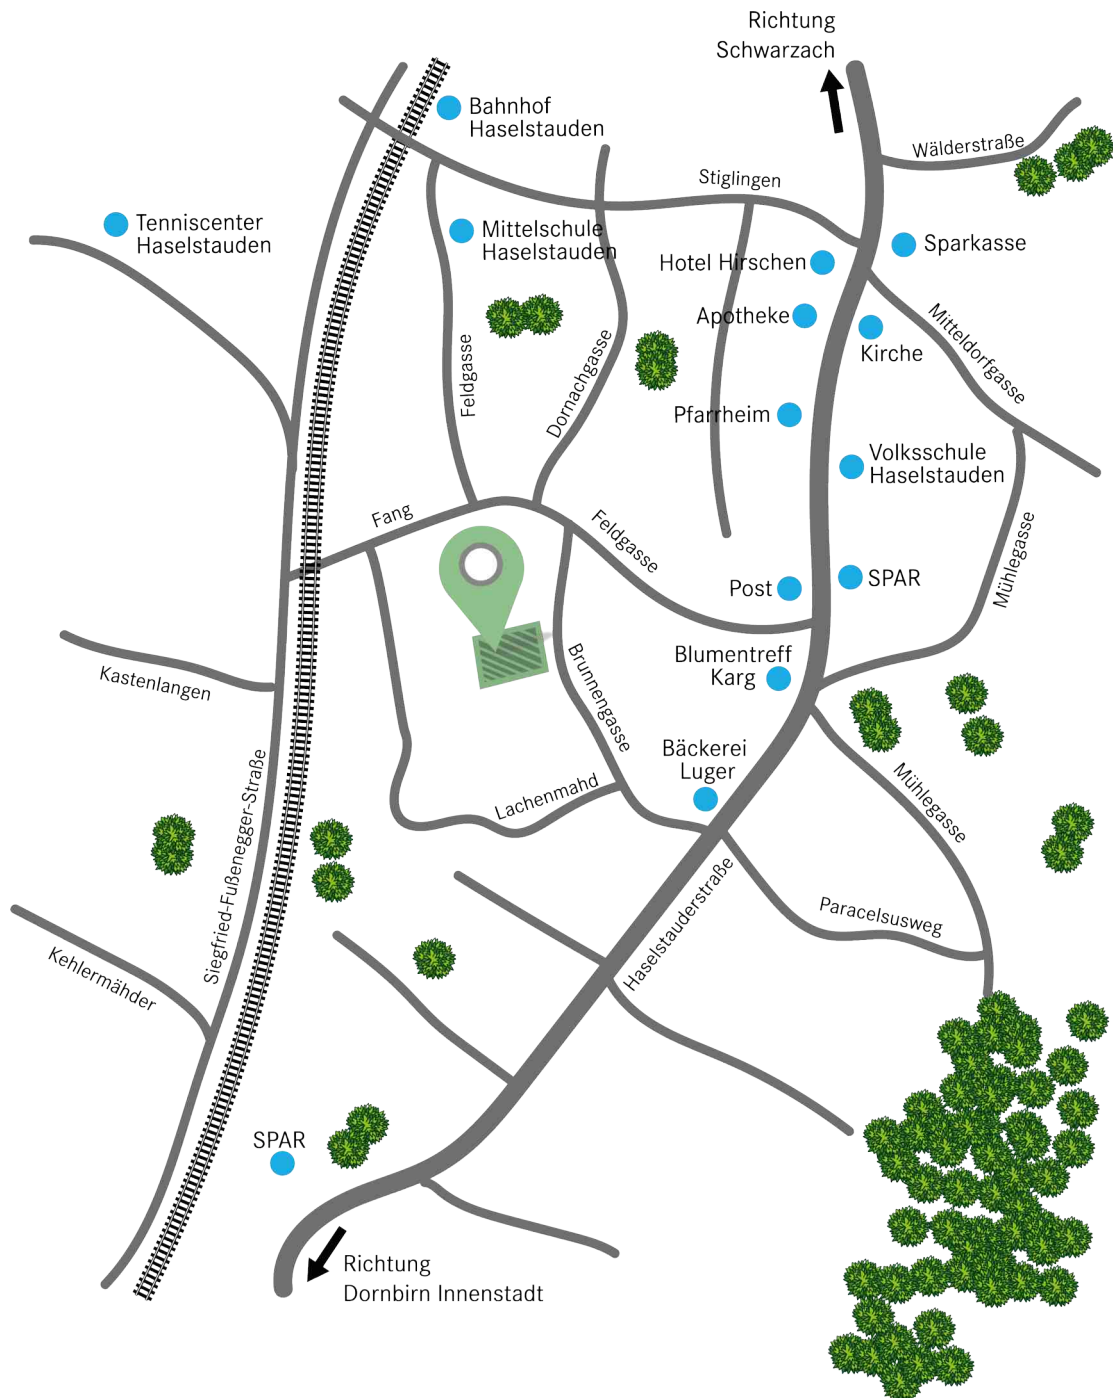 Richtung
Schwarzach
Bahnhof
Haselstauden
Wälderstraße
Stiglingen
Tenniscenter
Haselstauden
Mittelschule
Haselstauden
Sparkasse
Hotel Hirschen
Apotheke
Kirche
Mitteldorfgasse
Feldgasse
Dornachgasse
Pfarrheim
Volksschule
Haselstauden
Fang
Feldgasse
Mühlegasse
Post
SPAR
Kastenlangen
Brunnengasse
Blumentreff
Karg
Bäckerei
Luger
Lachenmahd
Mühlegasse
Siegfried-Fußenegger-Straße
Haselstauderstraße
Paracelsusweg
Kehlermähder
SPAR
Richtung
Dornbirn Innenstadt